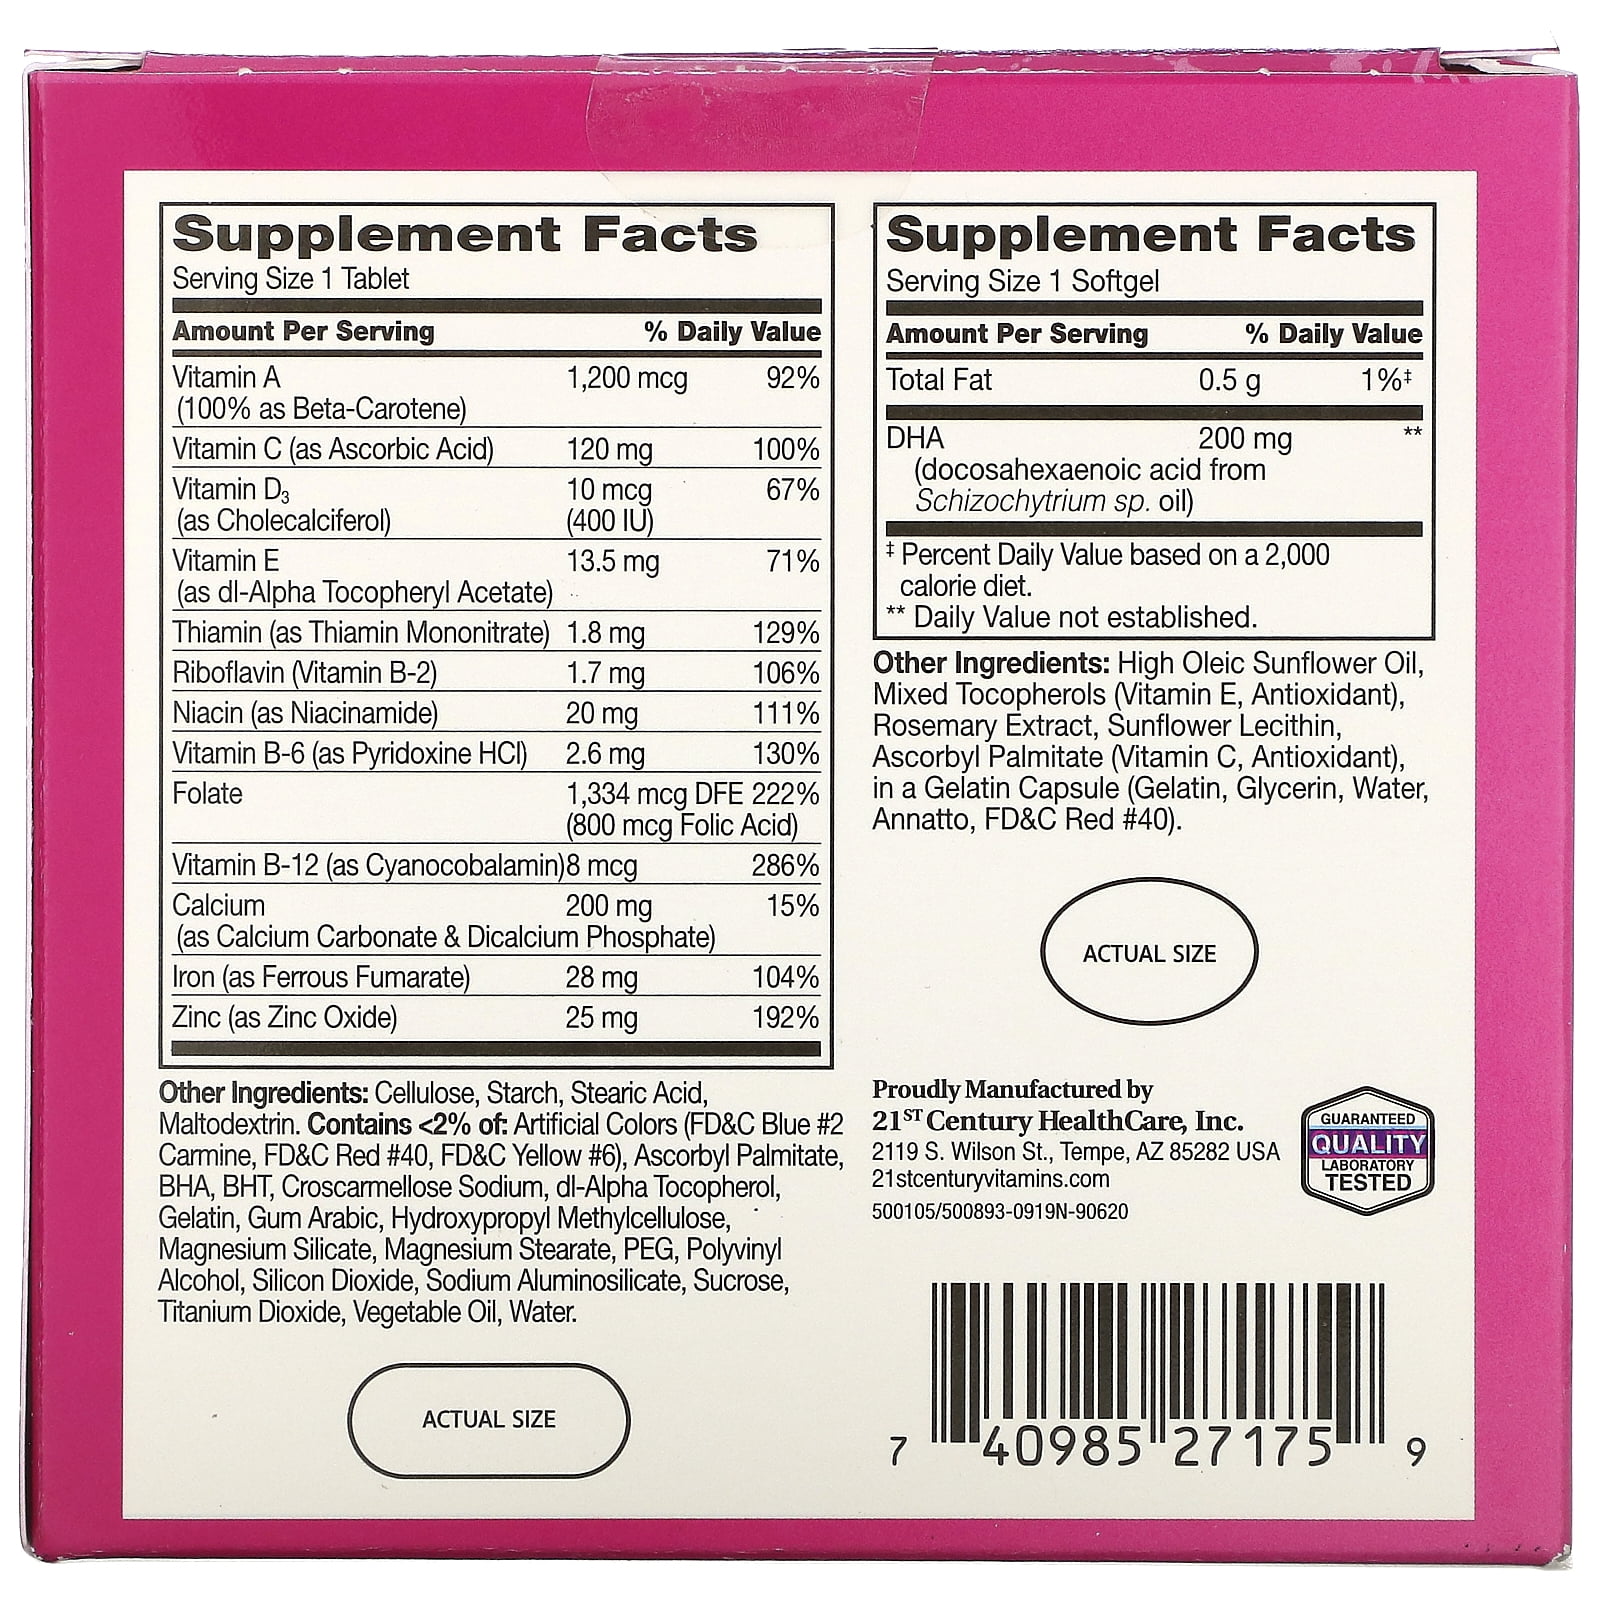 Supplement Facts
Serving Size 1 Tablet
Amount Per Serving % Daily Value
Vitamin A 1,200 mcg 92%
(100% as Beta-Carotene)
Vitamin C (as Ascorbic Acid) 120 mg 100%
Vitamin D3 10 mcg 67%
(as Cholecalciferol) (400 IU)
Vitamin E 13.5 mg 71%
(as dl-Alpha Tocopheryl Acetate)
Thiamin (as Thiamin Mononitrate) 1.8 mg 129%
Riboflavin (Vitamin B-2) 1.7 mg 106%
Niacin (as Niacinamide) 20 mg 111%
Vitamin B-6 (as Pyridoxine HCl) 2.6 mg 130%
Folate 1,334 mcg DFE 222%
(800 mcg Folic Acid)
Vitamin B-12 (as Cyanocobalamin) 8 mcg 286%
Calcium 200 mg 15%
(as Calcium Carbonate & Dicalcium Phosphate)
Iron (as Ferrous Fumarate) 28 mg 104%
Zinc (as Zinc Oxide) 25 mg 192%
Other Ingredients: Cellulose, Starch, Stearic Acid,
Maltodextrin. Contains <2% of: Artificial Colors (FD&C Blue #2
Carmine, FD&C Red #40, FD&C Yellow #6), Ascorbyl Palmitate,
BHA, BHT, Croscarmellose Sodium, dl-Alpha Tocopherol,
Gelatin, Gum Arabic, Hydroxypropyl Methylcellulose,
Magnesium Silicate, Magnesium Stearate, PEG, Polyvinyl
Alcohol, Silicon Dioxide, Sodium Aluminosilicate, Sucrose,
Titanium Dioxide, Vegetable Oil, Water.
ACTUAL SIZE
Supplement Facts
Serving Size 1 Softgel
Amount Per Serving % Daily Value
Total Fat 0.5 g 1%‡
DHA 200 mg **
(docosahexaenoic acid from
Schizochytrium sp. oil)
‡ Percent Daily Value based on a 2,000
calorie diet.
** Daily Value not established.
Other Ingredients: High Oleic Sunflower Oil,
Mixed Tocopherols (Vitamin E, Antioxidant),
Rosemary Extract, Sunflower Lecithin,
Ascorbyl Palmitate (Vitamin C, Antioxidant),
in a Gelatin Capsule (Gelatin, Glycerin, Water,
Annatto, FD&C Red #40).
ACTUAL SIZE
Proudly Manufactured by
21ST Century HealthCare, Inc.
2119 S. Wilson St., Tempe, AZ 85282 USA
21stcenturyvitamins.com
500105/500893-0919N-90620
GUARANTEED
QUALITY
LABORATORY
TESTED
7 40985 27175 9